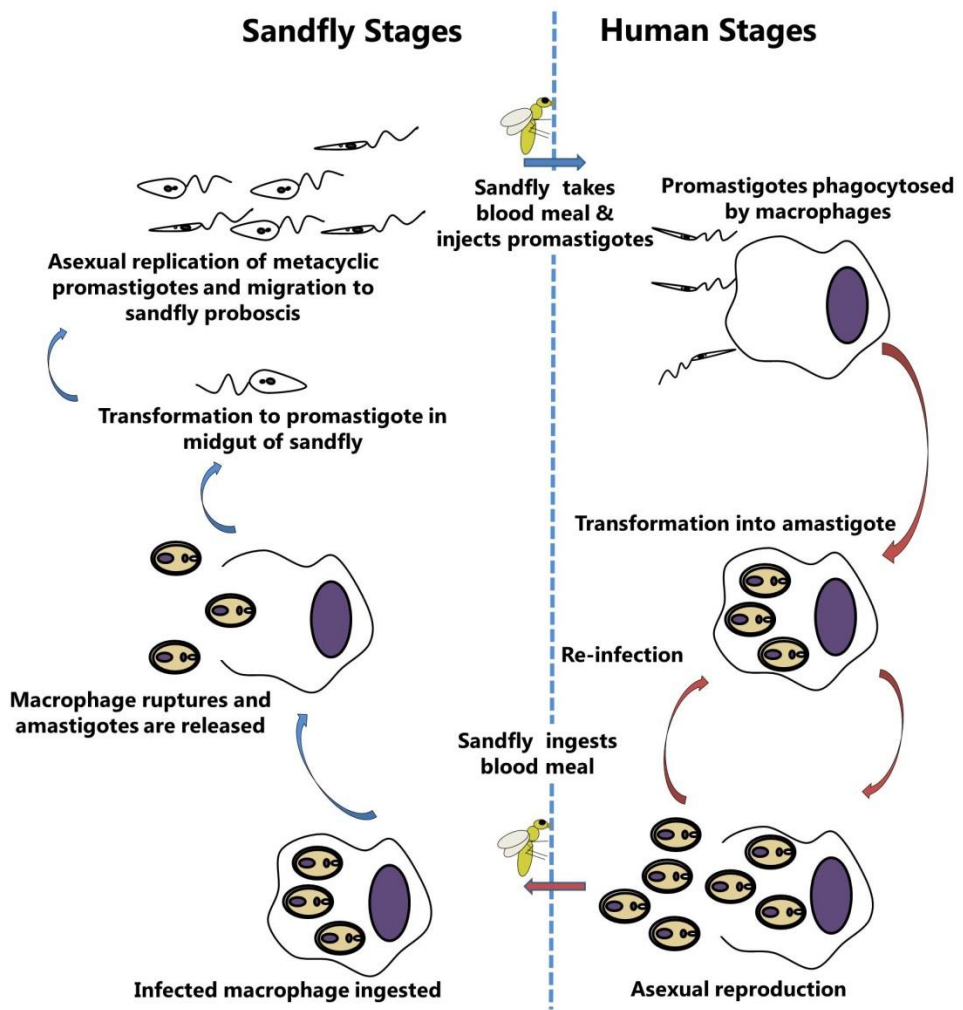 Sandfly Stages
Human Stages
Sandfly takes
blood meal &
injects promastigotes
Promastigotes phagocytosed
by macrophages
Asexual replication of metacyclic
promastigotes and migration to
sandfly proboscis
Transformation to promastigote in
midgut of sandfly
Transformation into amastigote
Re-infection
Macrophage ruptures and
amastigotes are released
Sandfly ingests
blood meal
Infected macrophage ingested
Asexual reproduction